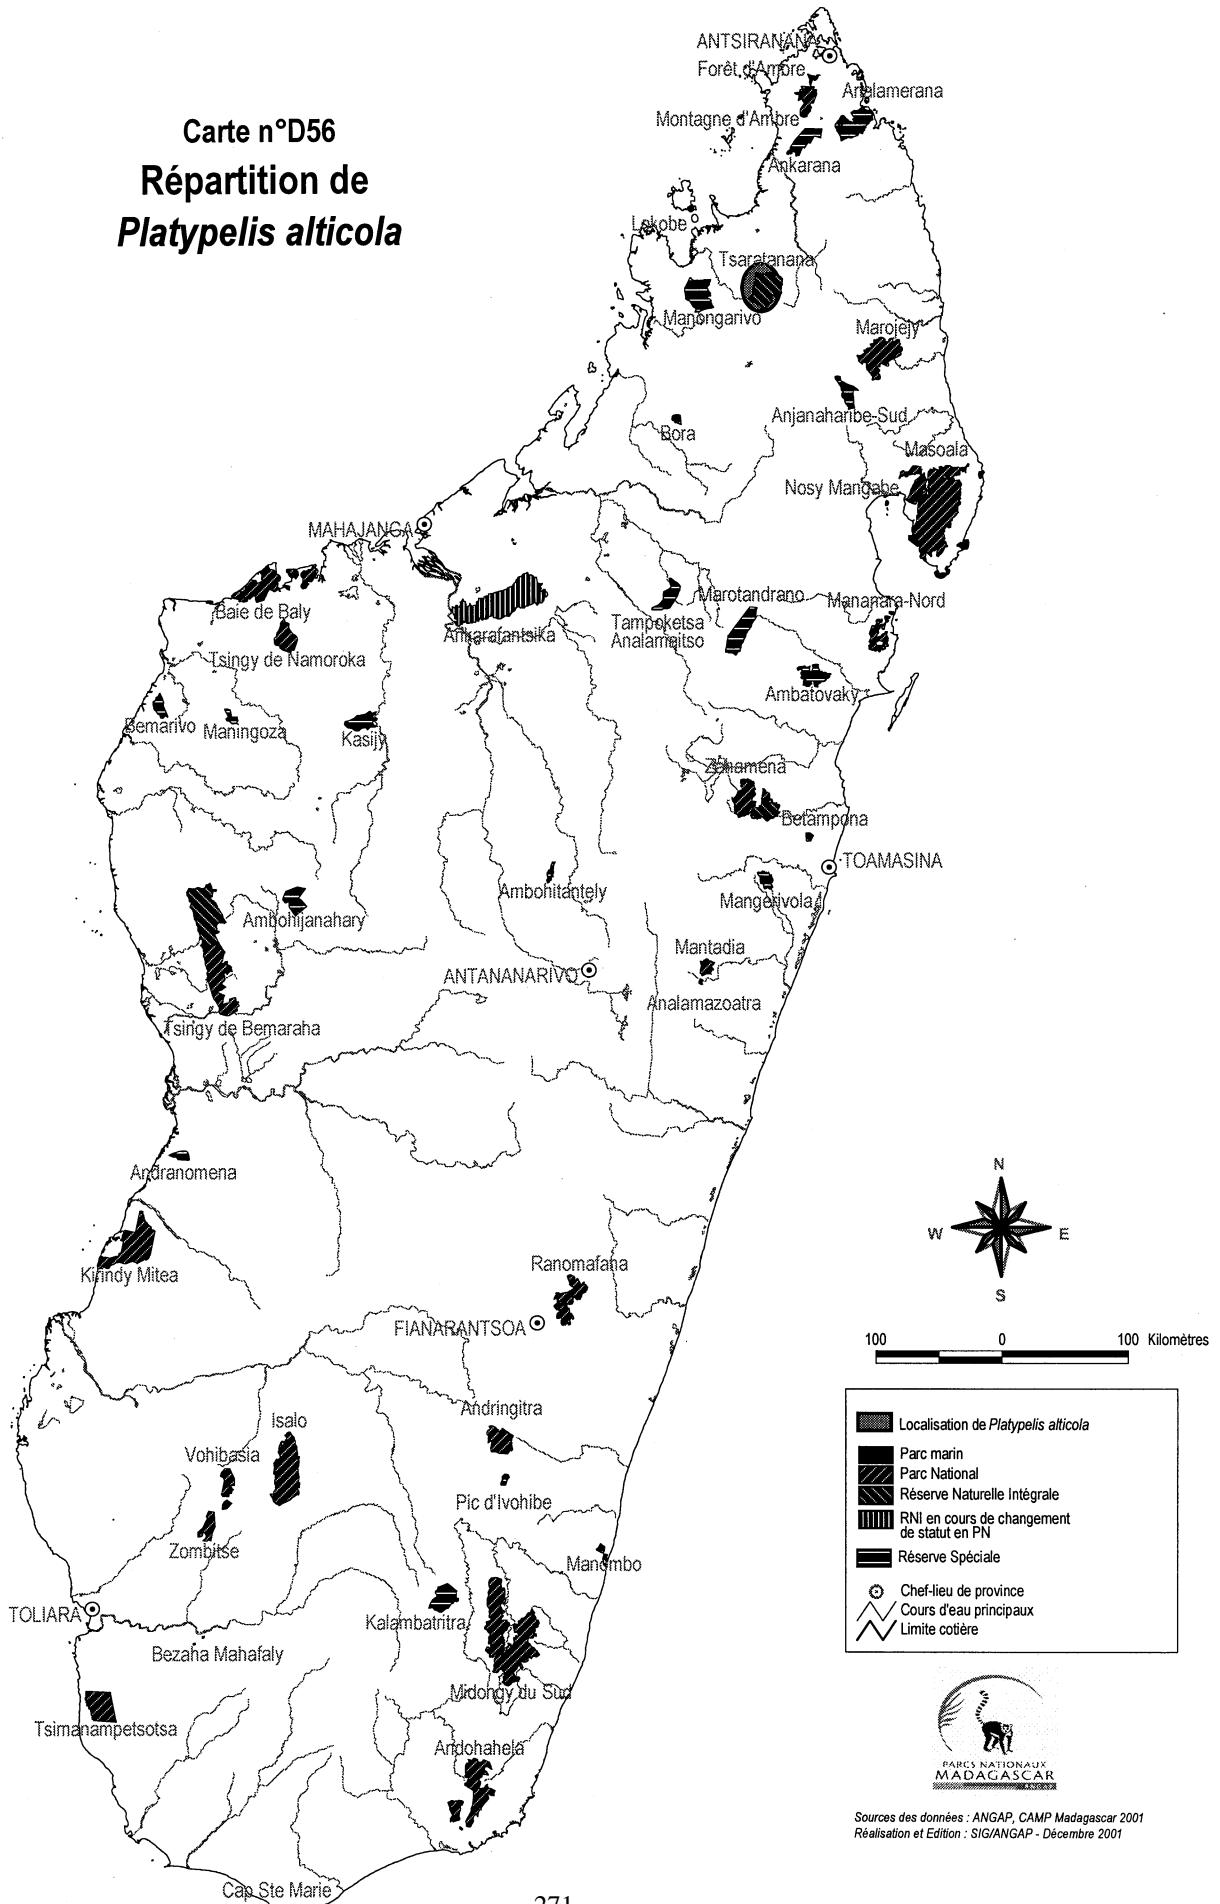 Carte n°D56
Répartition de
Platypelis alticola
ANTSIRANANA
Forêt d'Ambre
Analamerana
Montagne d'Ambre
Ankarana
Lokobe
Tsaratanana
Manongarivo
Marojejy
Anjanaharibe-Sud
Bora
Masoala
Nosy Mangabe
MAHAJANGA
Baie de Baly
Ankarafantsika
Marotandrano
Mananara-Nord
Tampoketsa
Analamaitso
Tsingy de Namoroka
Ambatovaky
Bemarivo
Maningoza
Kasijy
Zahamena
Betampona
TOAMASINA
Ambohitantely
Mangerivola
Ambohijanahary
Mantadia
ANTANANARIVO
Analamazoatra
Tsingy de Bemaraha
Andranomena
Kirindy Mitea
Ranomafana
FIANARANTSOA
Andringitra
Isalo
Vohibasia
Pic d'Ivohibe
Zombitse
Manombo
TOLIARA
Kalambatritra
Bezaha Mahafaly
Midongy du Sud
Tsimanampetsotsa
Andohahela
Cap Ste Marie
N
W
E
S
100 0 100 Kilomètres
Localisation de Platypelis alticola
Parc marin
Parc National
Réserve Naturelle Intégrale
RNI en cours de changement
de statut en PN
Réserve Spéciale
Chef-lieu de province
Cours d'eau principaux
Limite cotière
PARCS NATIONAUX
MADAGASCAR
Sources des données : ANGAP, CAMP Madagascar 2001
Réalisation et Edition : SIG/ANGAP - Décembre 2001
271